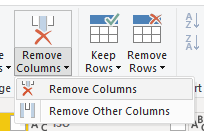 Remove Columns
Keep Rows
Remove Rows
A Z
Z A
Remove Columns
Remove Other Columns